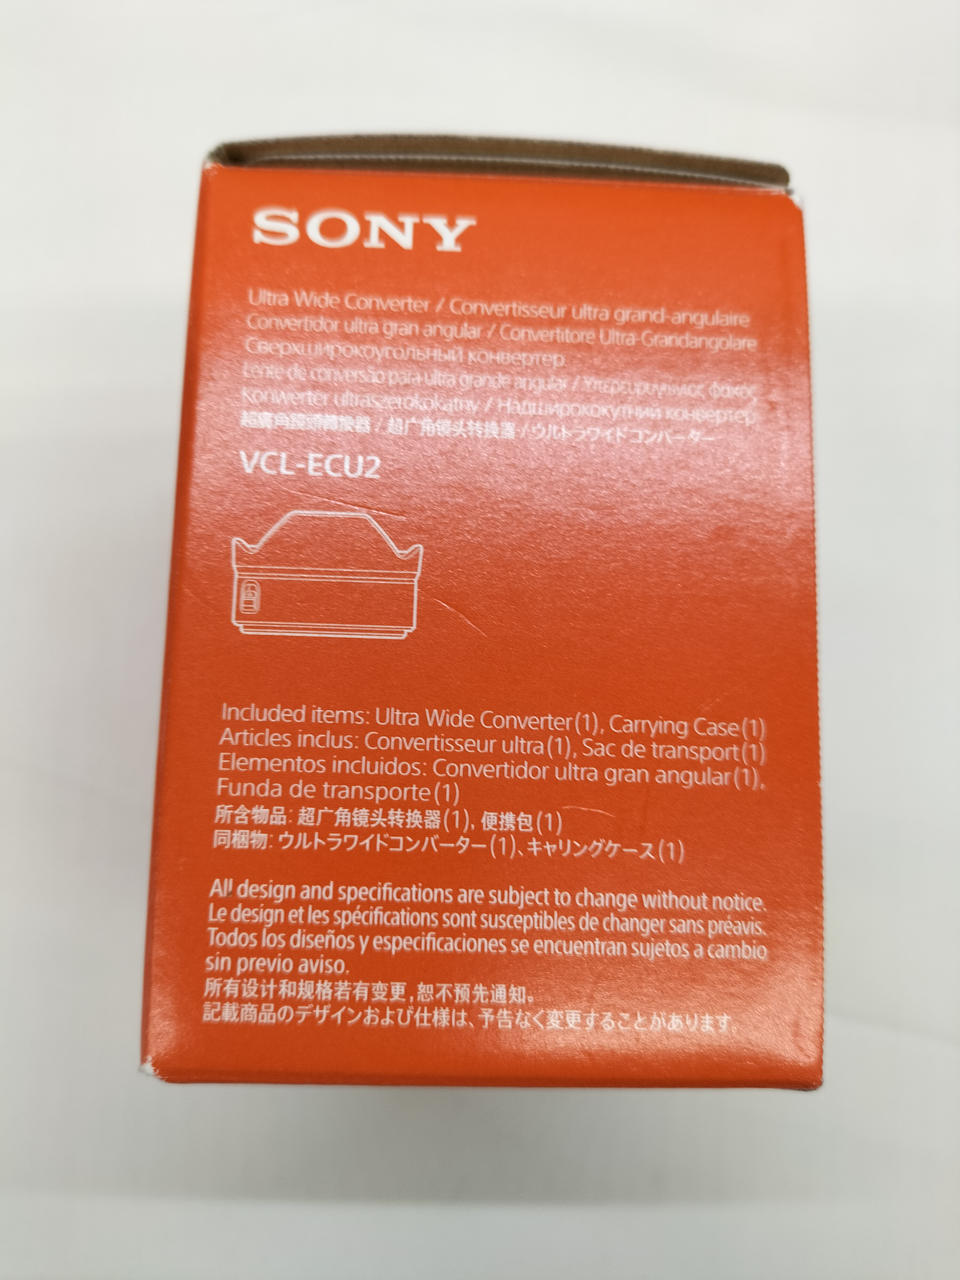 SONY
Ultra Wide Converter / Convertisseur ultra grand-angulaire
Convertidor ultra gran angular / Convertitore Ultra-Grandangolare
Сверхширокоугольный конвертер
Lente de conversão para ultra grande angular / Υπερευρυγώνιος φακός
Konwerter ultraszerokokątny / Надширококутний конвертер
超廣角鏡頭轉換器 / 超广角镜头转换器 / ウルトラワイドコンバーター
VCL-ECU2
Included items: Ultra Wide Converter (1), Carrying Case (1)
Articles inclus: Convertisseur ultra (1), Sac de transport (1)
Elementos incluidos: Convertidor ultra gran angular (1),
Funda de transporte (1)
所含物品: 超广角镜头转换器 (1), 便携包 (1)
同梱物: ウルトラワイドコンバーター (1)、キャリングケース (1)
All design and specifications are subject to change without notice.
Le design et les spécifications sont susceptibles de changer sans préavis.
Todos los diseños y especificaciones se encuentran sujetos a cambio
sin previo aviso.
所有设计和规格若有变更,恕不预先通知。
記載商品のデザインおよび仕様は、予告なく変更することがあります。